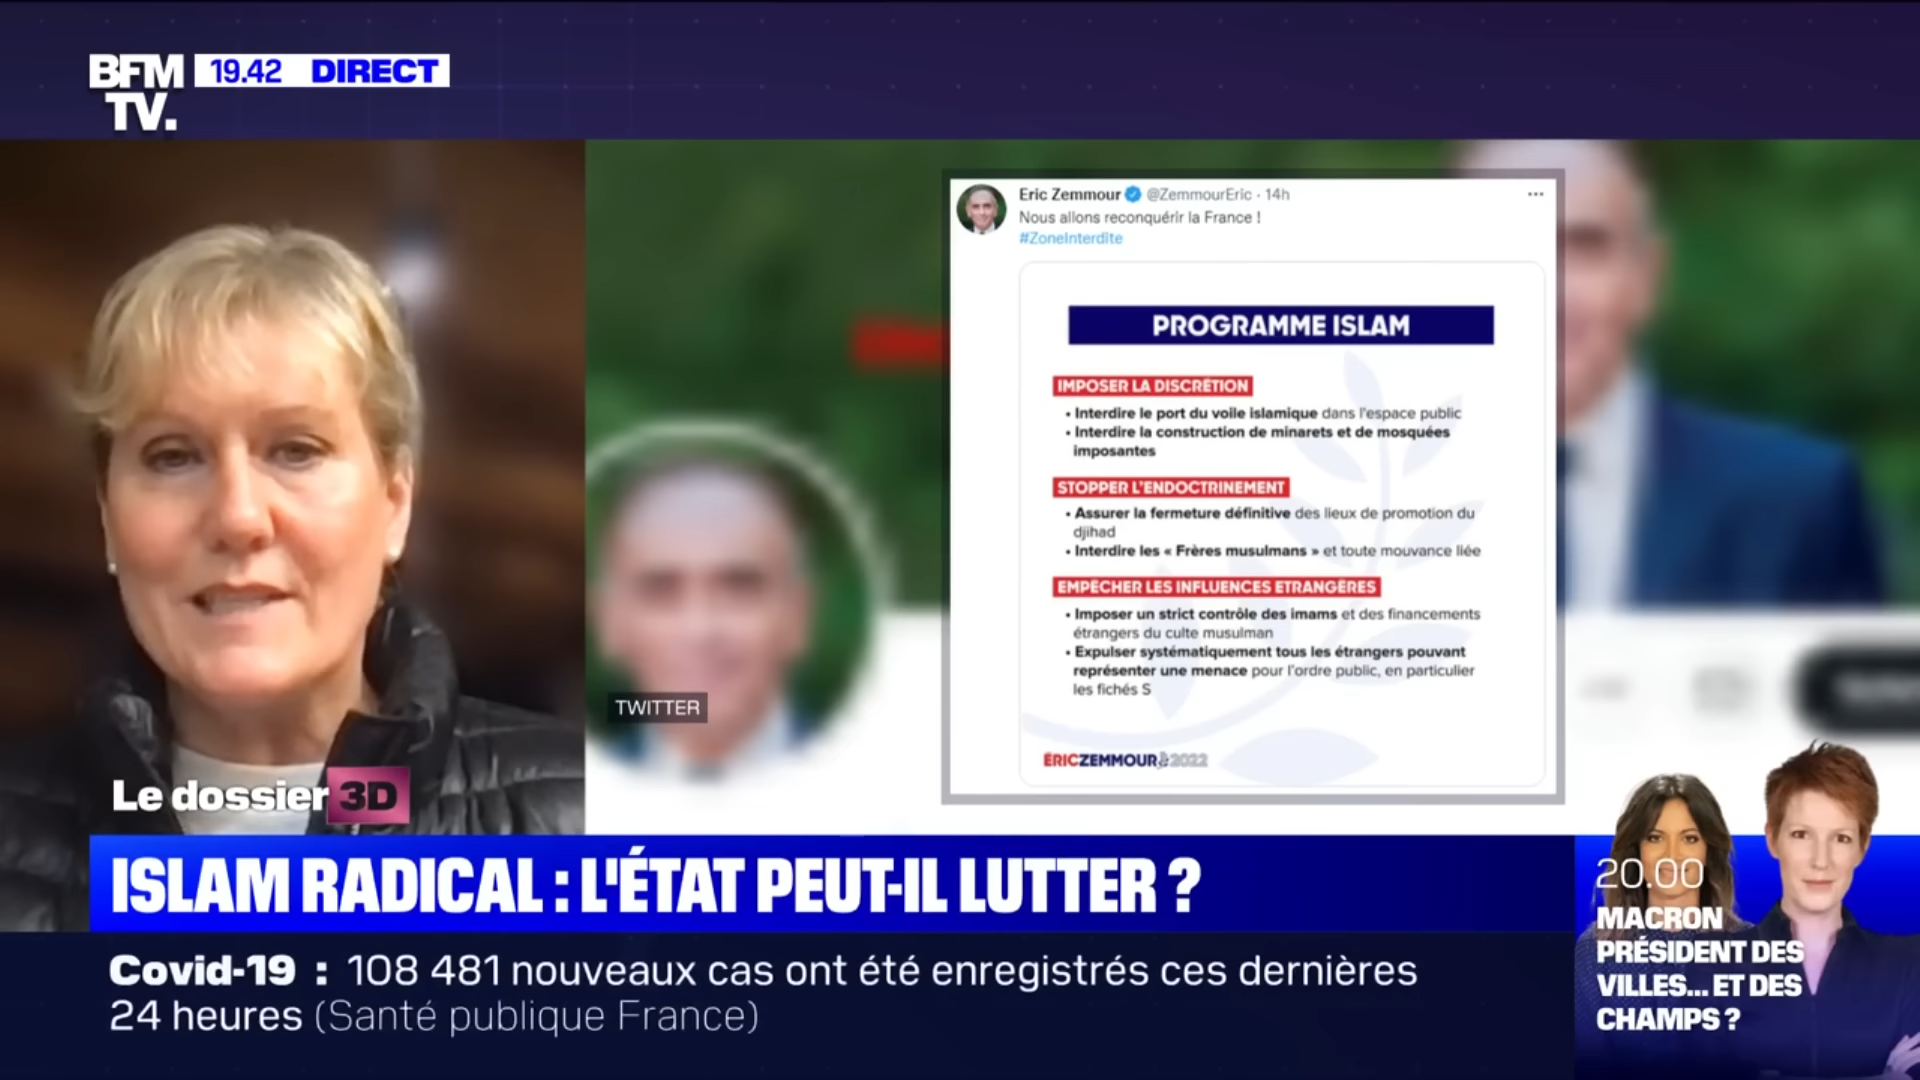 BFM
TV.
19.42 DIRECT
Eric Zemmour @ZemmourEric · 14h
Nous allons reconquérir la France !
#ZoneInterdite
PROGRAMME ISLAM
IMPOSER LA DISCRÉTION
• Interdire le port du voile islamique dans l'espace public
• Interdire la construction de minarets et de mosquées
imposantes
STOPPER L'ENDOCTRINEMENT
• Assurer la fermeture définitive des lieux de promotion du
djihad
• Interdire les « Frères musulmans » et toute mouvance liée
EMPÊCHER LES INFLUENCES ETRANGÈRES
• Imposer un strict contrôle des imams et des financements
étrangers du culte musulman
• Expulser systématiquement tous les étrangers pouvant
représenter une menace pour l'ordre public, en particulier
les fichés S
ÉRICZEMMOUR 2022
TWITTER
Le dossier 3D
ISLAM RADICAL : L'ÉTAT PEUT-IL LUTTER ?
Covid-19 : 108 481 nouveaux cas ont été enregistrés ces dernières
24 heures (Santé publique France)
20.00
MACRON
PRÉSIDENT DES
VILLES... ET DES
CHAMPS ?